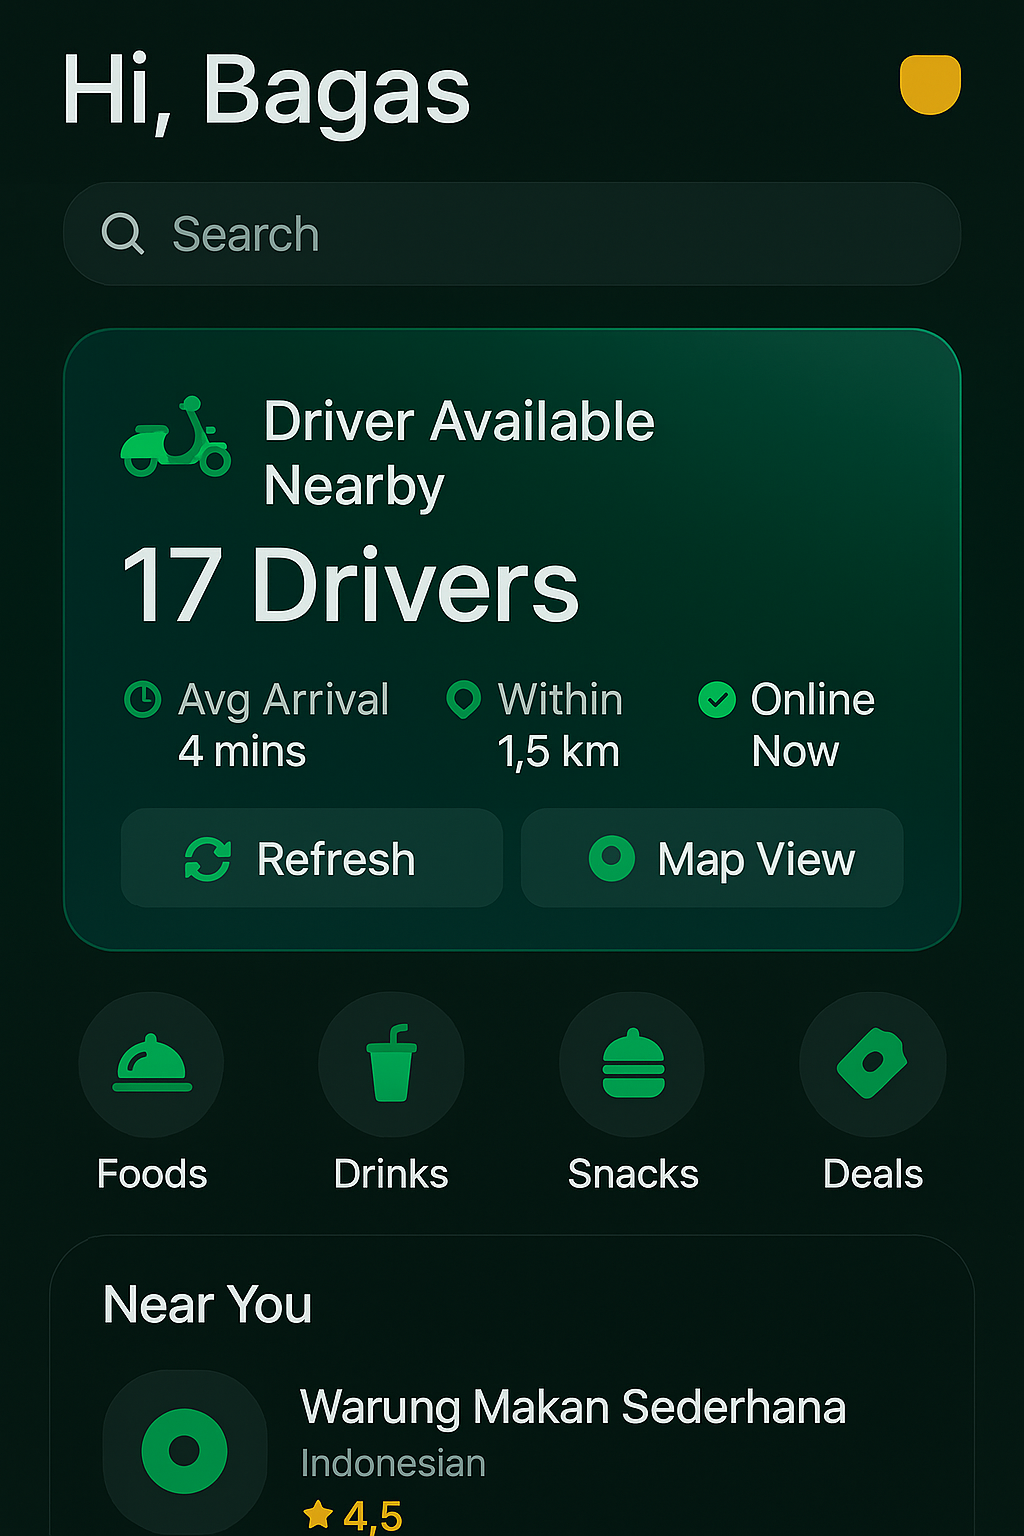 Hi, Bagas
Search
Driver Available
Nearby
17 Drivers
Avg Arrival
4 mins
Within
1,5 km
Online
Now
Refresh
Map View
Foods
Drinks
Snacks
Deals
Near You
Warung Makan Sederhana
Indonesian
4,5